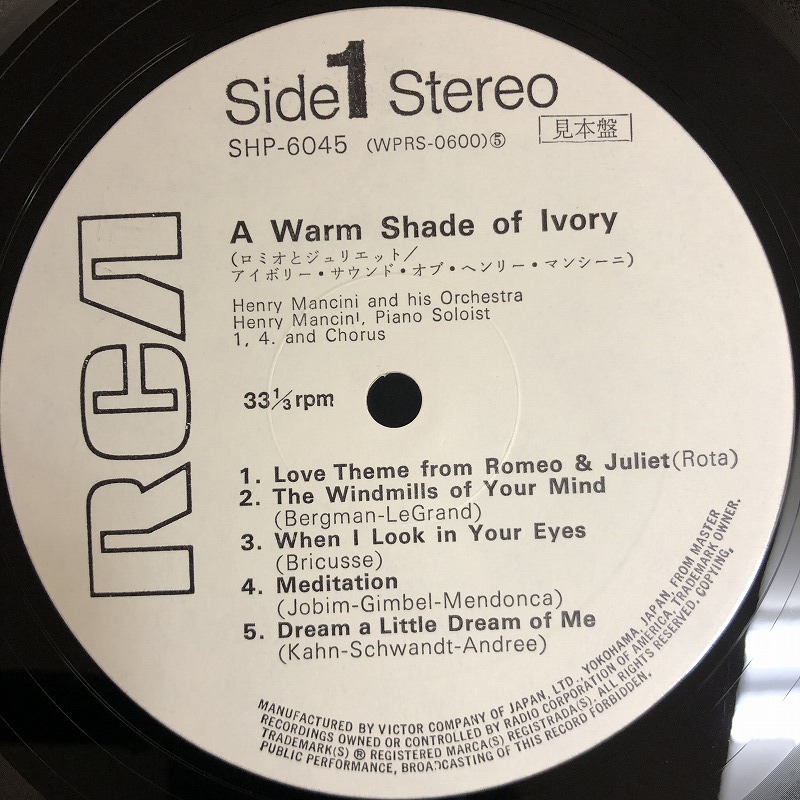 Side 1 Stereo
SHP-6045 (WPRS-0600)⑤ 見本盤
RCA
A Warm Shade of Ivory
(ロミオとジュリエット/
アイボリー・サウンド・オブ・ヘンリー・マンシーニ)
Henry Mancini and his Orchestra
Henry Mancini, Piano Soloist
1, 4. and Chorus
33⅓rpm
1. Love Theme from Romeo & Juliet(Rota)
2. The Windmills of Your Mind
(Bergman-LeGrand)
3. When I Look in Your Eyes
(Bricusse)
4. Meditation
(Jobim-Gimbel-Mendonca)
5. Dream a Little Dream of Me
(Kahn-Schwandt-Andree)
MANUFACTURED BY VICTOR COMPANY OF JAPAN, LTD., YOKOHAMA, JAPAN, FROM MASTER
RECORDINGS OWNED OR CONTROLLED BY RADIO CORPORATION OF AMERICA, TRADEMARK OWNER.
TRADEMARK(S) ® REGISTERED MARCA(S) REGISTRADA(S). ALL RIGHTS RESERVED. COPYING,
PUBLIC PERFORMANCE, BROADCASTING OF THIS RECORD FORBIDDEN.